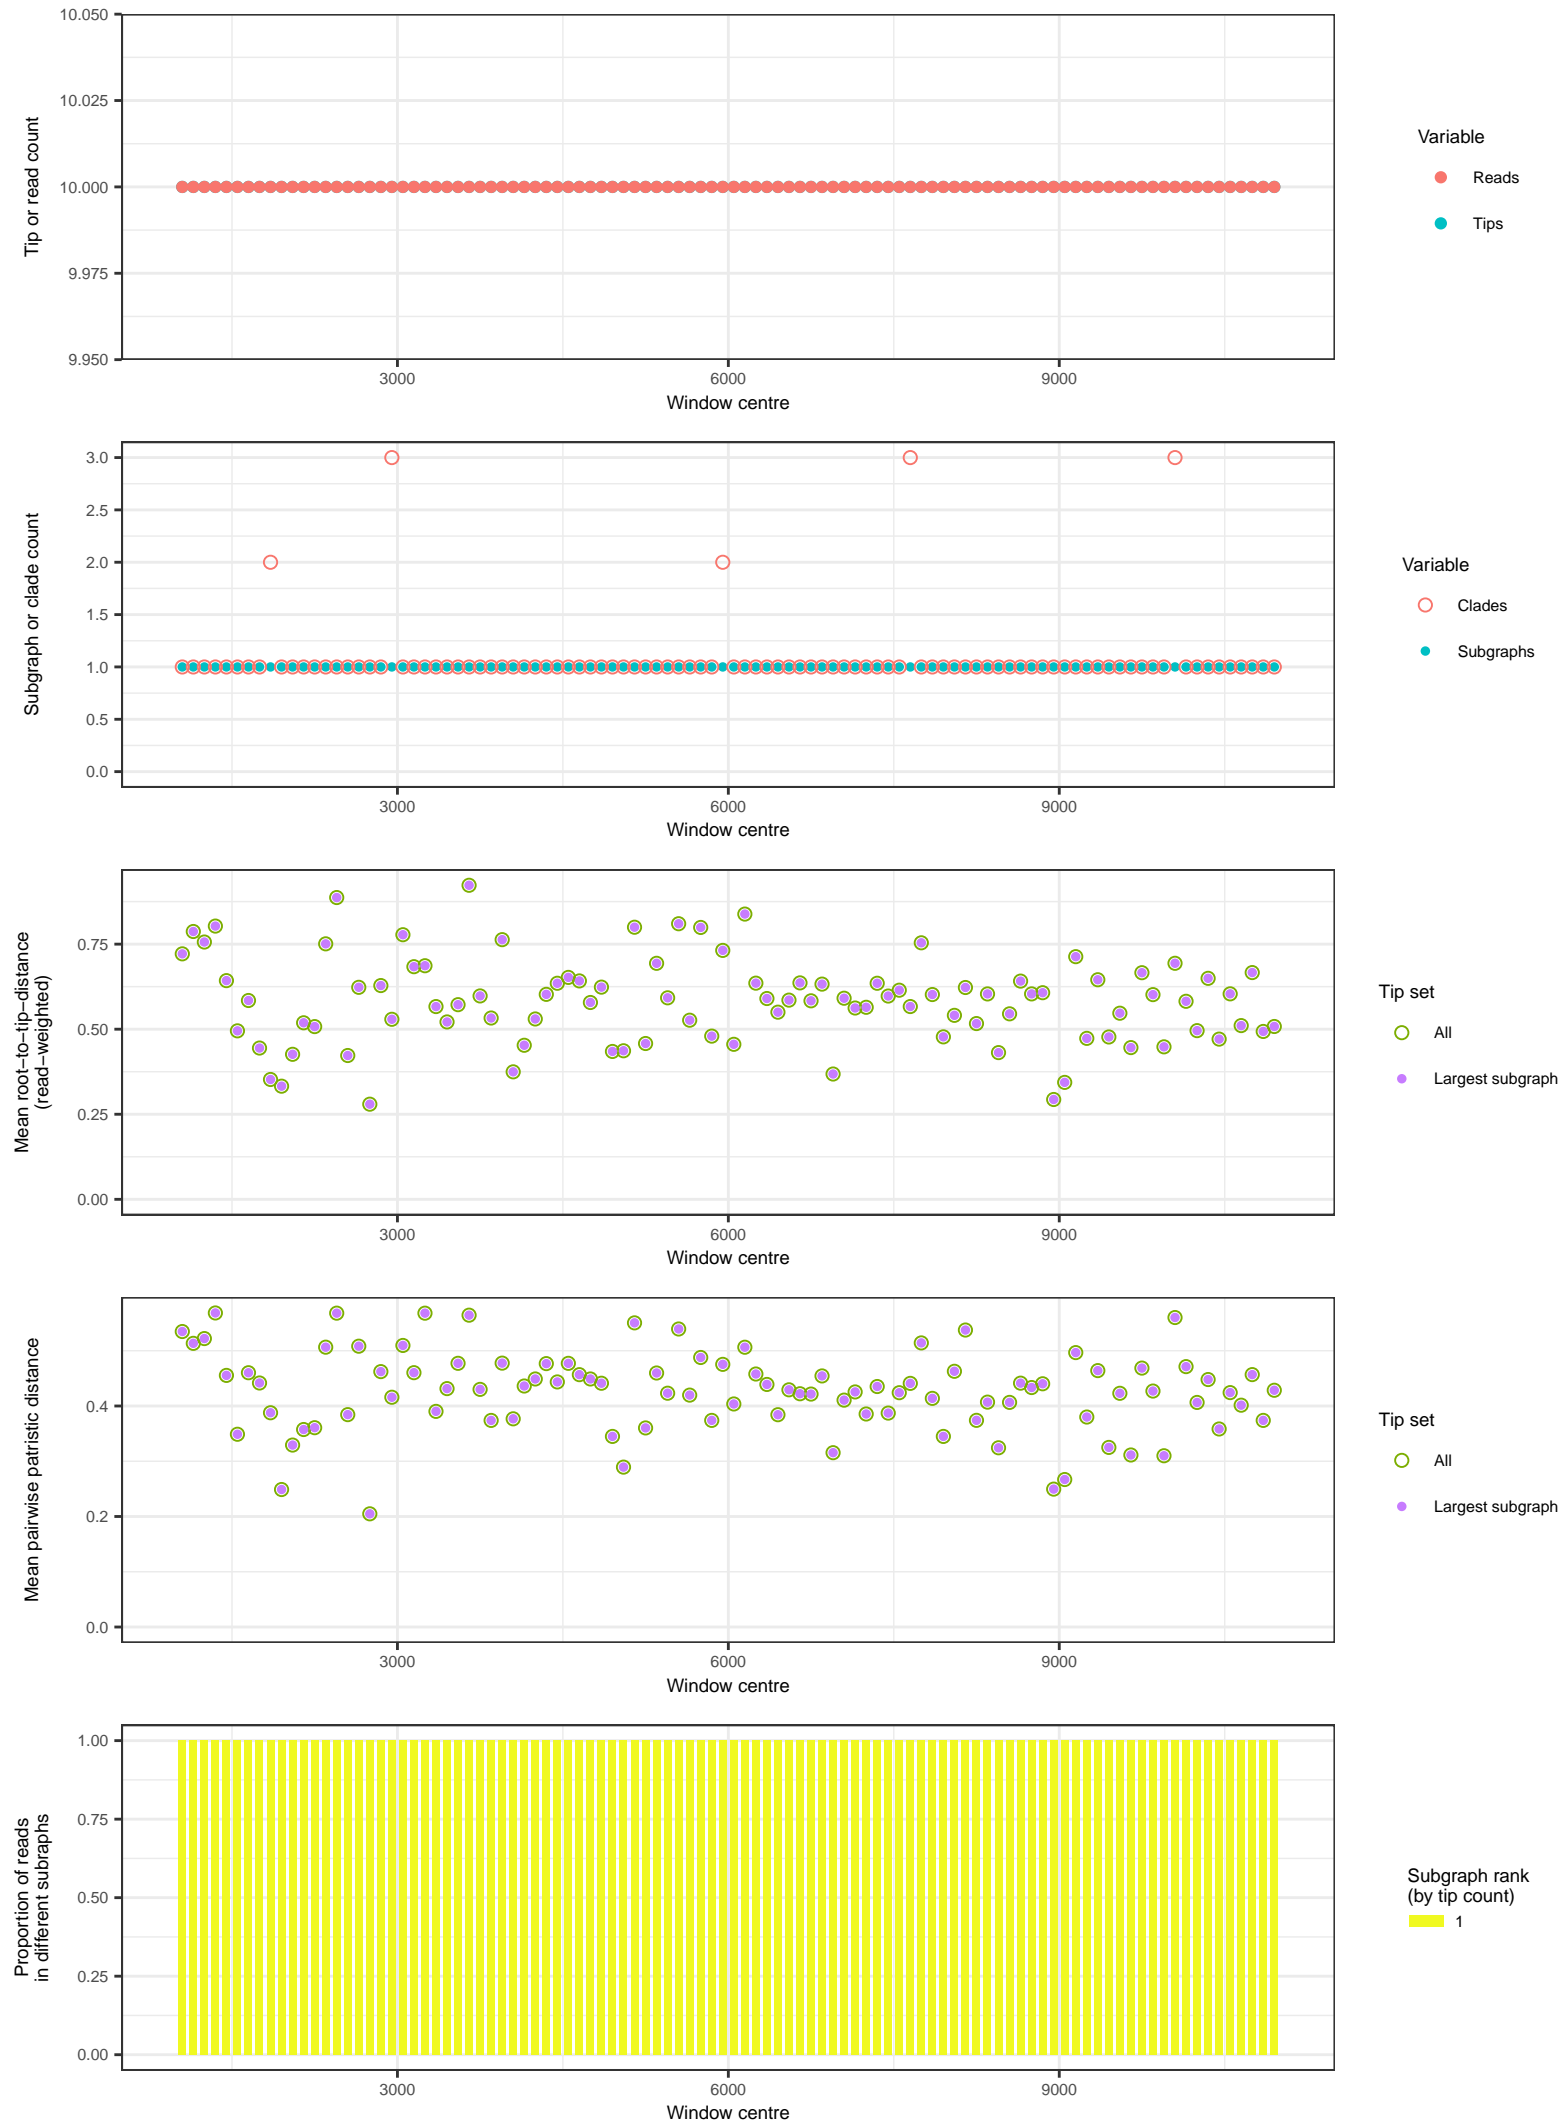 10.050
10.025
10.000
9.975
9.950
Tip or read count
3000
6000
9000
Window centre
Variable
Reads
Tips
3.0
2.5
2.0
1.5
1.0
0.5
0.0
Subgraph or clade count
3000
6000
9000
Window centre
Variable
Clades
Subgraphs
0.75
0.50
0.25
0.00
Mean root−to−tip−distance
(read−weighted)
3000
6000
9000
Window centre
Tip set
All
Largest subgraph
0.4
0.2
0.0
Mean pairwise patristic distance
3000
6000
9000
Window centre
Tip set
All
Largest subgraph
1.00
0.75
0.50
0.25
0.00
Proportion of reads
in different subraphs
3000
6000
9000
Window centre
Subgraph rank
(by tip count)
1